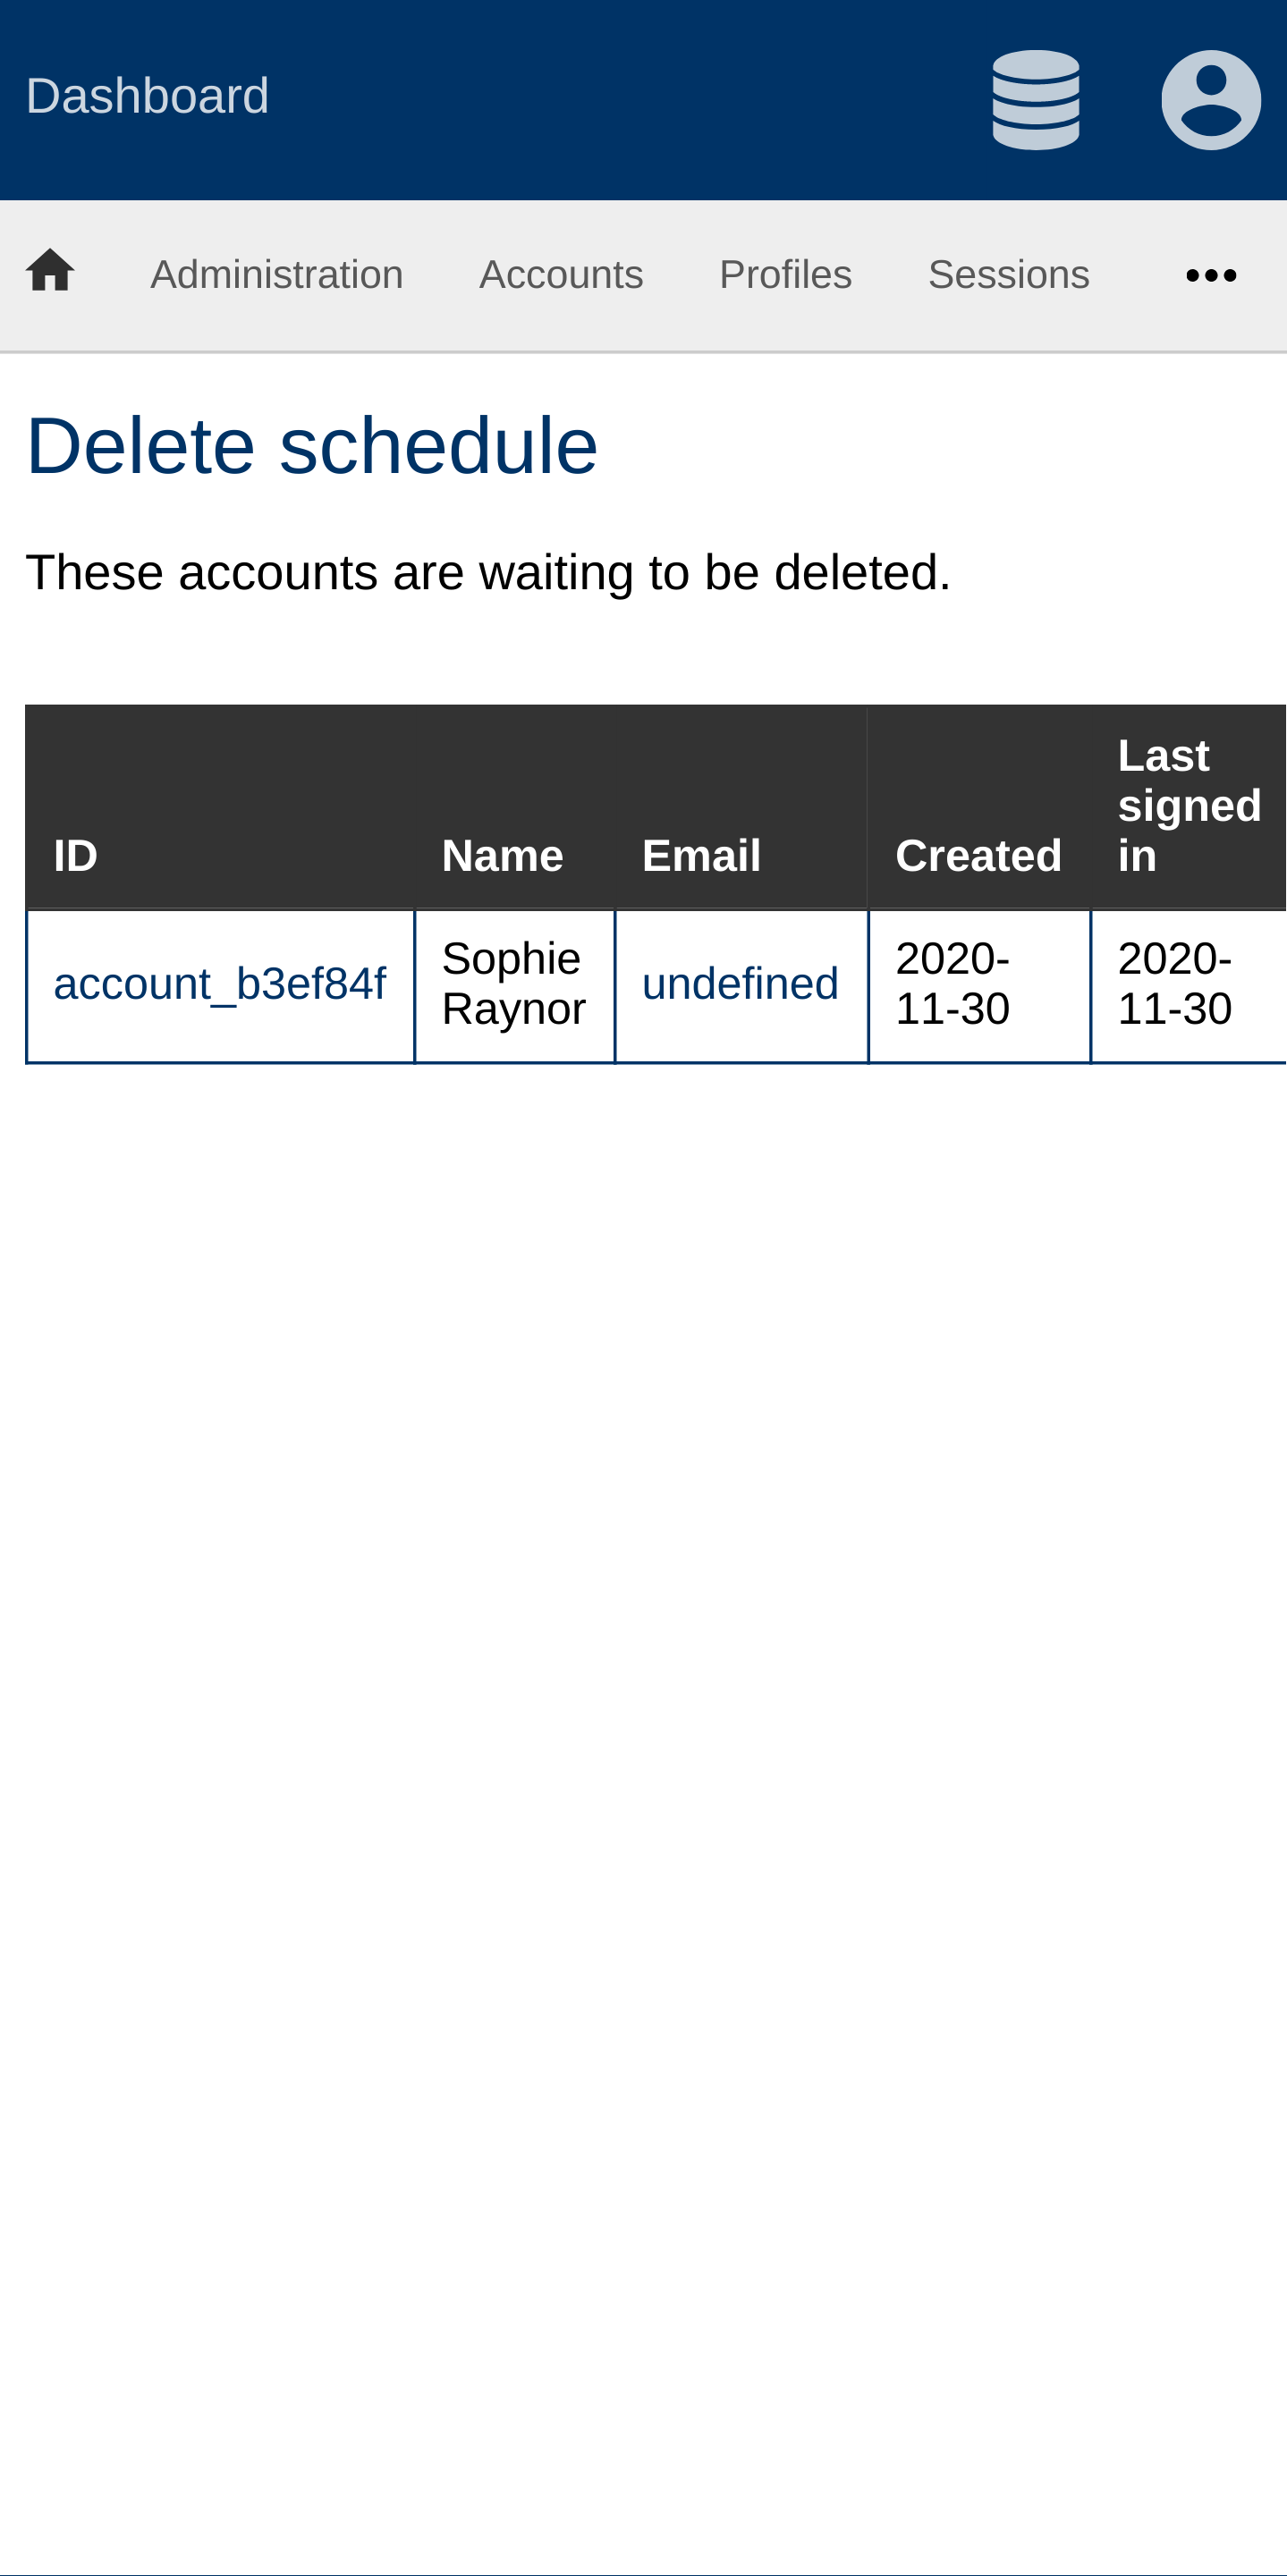 Dashboard
Administration Accounts Profiles Sessions •••
Delete schedule
These accounts are waiting to be deleted.
ID Name Email Created Last signed in
account_b3ef84f Sophie Raynor undefined 2020-11-30 2020-11-30